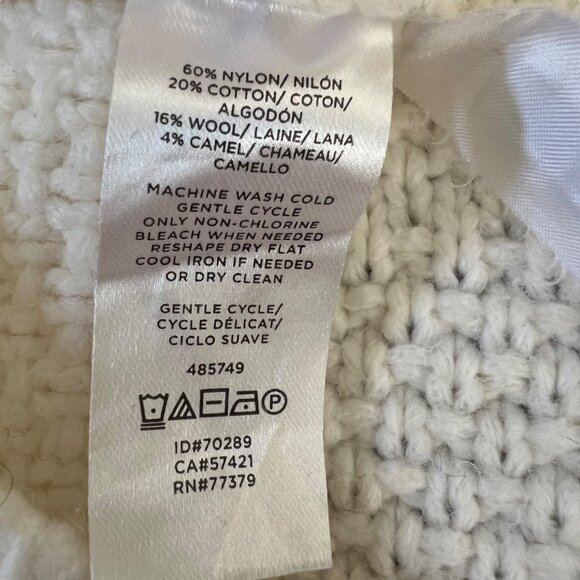 60% NYLON/ NILÓN
20% COTTON/ COTON/
ALGODÓN
16% WOOL/ LAINE/ LANA
4% CAMEL/ CHAMEAU/
CAMELLO
MACHINE WASH COLD
GENTLE CYCLE
ONLY NON-CHLORINE
BLEACH WHEN NEEDED
RESHAPE DRY FLAT
COOL IRON IF NEEDED
OR DRY CLEAN
GENTLE CYCLE/
CYCLE DÉLICAT/
CICLO SUAVE
485749
P
ID#70289
CA#57421
RN#77379